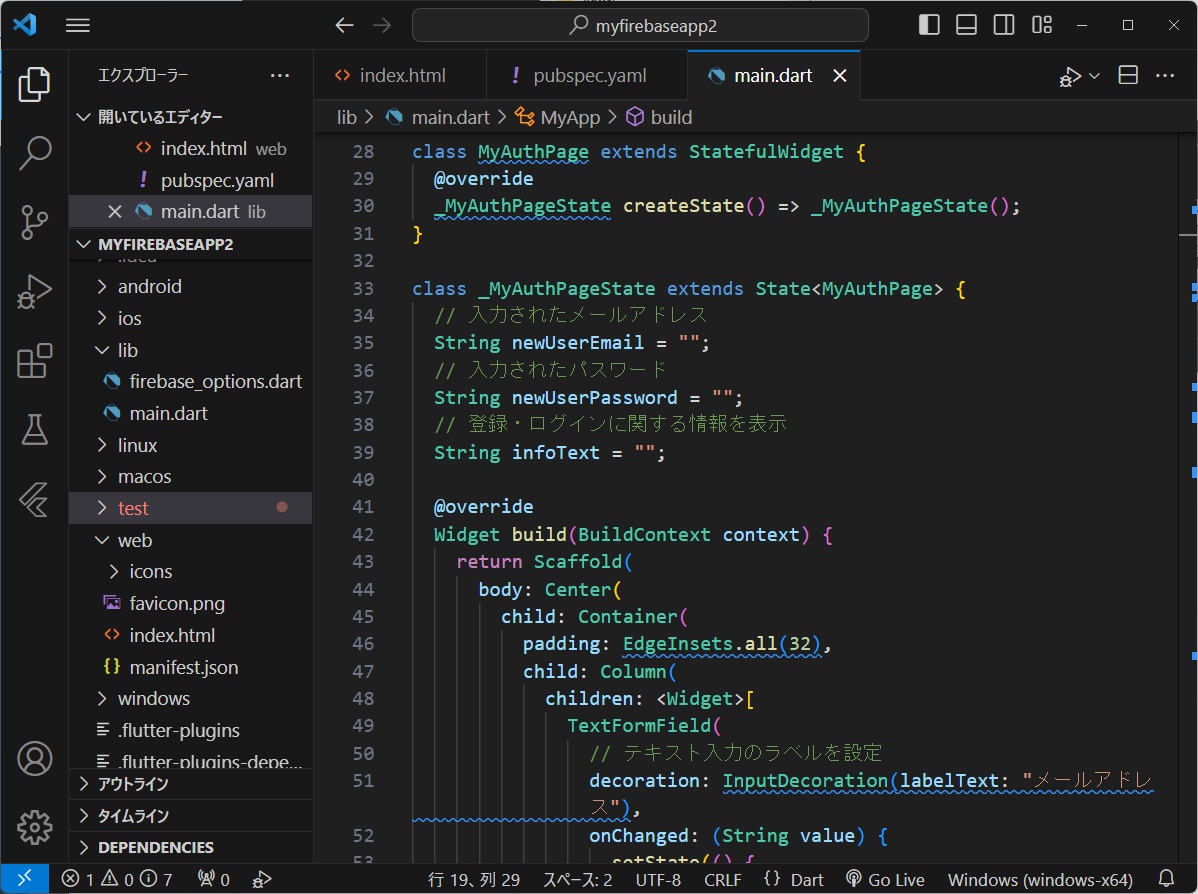 myfirebaseapp2
エクスプローラー
index.html
pubspec.yaml
main.dart
開いているエディター
index.html web
pubspec.yaml
main.dart lib
MYFIREBASEAPP2
.idea
android
ios
lib
firebase_options.dart
main.dart
linux
macos
test
web
icons
favicon.png
index.html
manifest.json
windows
.flutter-plugins
.flutter-plugins-depe...
アウトライン
タイムライン
DEPENDENCIES
lib > main.dart > MyApp > build
28 class MyAuthPage extends StatefulWidget {
29 @override
30 _MyAuthPageState createState() => _MyAuthPageState();
31 }
32
33 class _MyAuthPageState extends State<MyAuthPage> {
34 // 入力されたメールアドレス
35 String newUserEmail = "";
36 // 入力されたパスワード
37 String newUserPassword = "";
38 // 登録・ログインに関する情報を表示
39 String infoText = "";
40
41 @override
42 Widget build(BuildContext context) {
43 return Scaffold(
44 body: Center(
45 child: Container(
46 padding: EdgeInsets.all(32),
47 child: Column(
48 children: <Widget>[
49 TextFormField(
50 // テキスト入力のラベルを設定
51 decoration: InputDecoration(labelText: "メールアドレ
ス"),
52 onChanged: (String value) {
53 setState(() {
1 0 7 0 行 19、列 29 スペース: 2 UTF-8 CRLF {} Dart Go Live Windows (windows-x64)